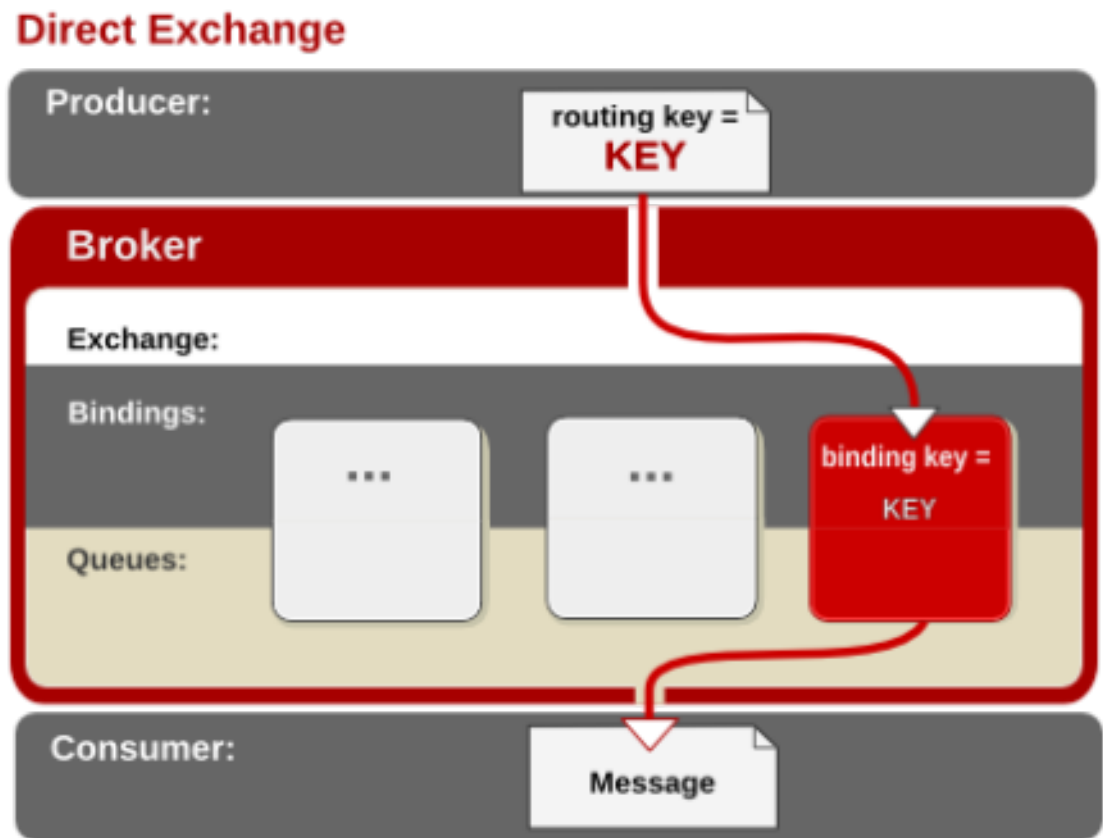 Direct Exchange
Producer:
routing key =
KEY
Broker
Exchange:
Bindings:
...
...
binding key =
KEY
Queues:
Consumer:
Message